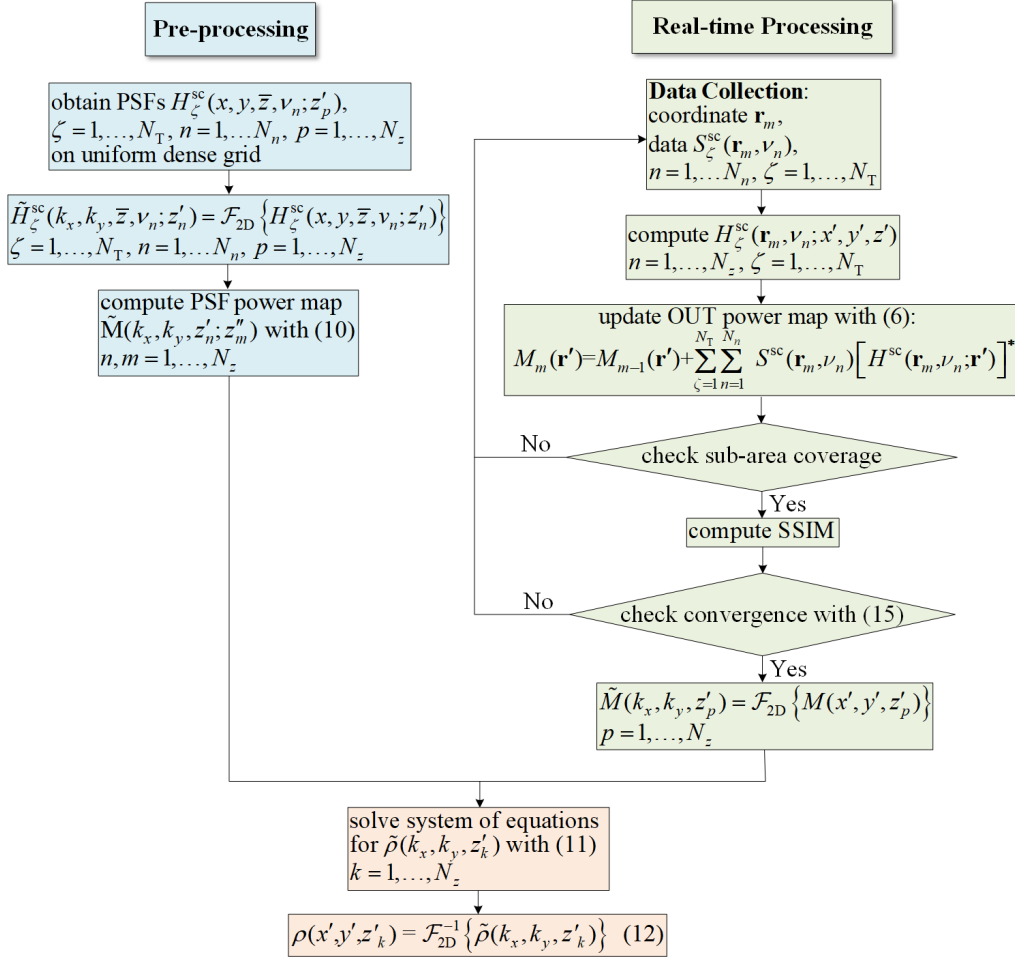 Pre-processing
obtain PSFs H_ζ^sc(x, y, z̅, ν_n; z′_p),
ζ = 1,…, N_T, n = 1,… N_n, p = 1,…, N_z
on uniform dense grid
H̃_ζ^sc(k_x, k_y, z̅, ν_n; z′_n) = ℱ_2D {H_ζ^sc(x, y, z̅, ν_n; z′_n)}
ζ = 1,…, N_T, n = 1,… N_n, p = 1,…, N_z
compute PSF power map
M̃(k_x, k_y, z′_n; z″_m) with (10)
n, m = 1,…, N_z
Real-time Processing
Data Collection:
coordinate r_m,
data S_ζ^sc(r_m, ν_n),
n = 1,… N_n, ζ = 1,…, N_T
compute H_ζ^sc(r_m, ν_n; x′, y′, z′)
n = 1,…, N_z, ζ = 1,…, N_T
update OUT power map with (6):
M_m(r′)=M_{m−1}(r′)+∑_{ζ=1}^{N_T}∑_{n=1}^{N_n} S^sc(r_m, ν_n)[H^sc(r_m, ν_n; r′)]*
check sub-area coverage
No
Yes
compute SSIM
check convergence with (15)
No
Yes
M̃(k_x, k_y, z′_p) = ℱ_2D {M(x′, y′, z′_p)}
p = 1,…, N_z
solve system of equations
for ρ̃(k_x, k_y, z′_k) with (11)
k = 1,…, N_z
ρ(x′,y′,z′_k) = ℱ_2D^−1 {ρ̃(k_x, k_y, z′_k)} (12)